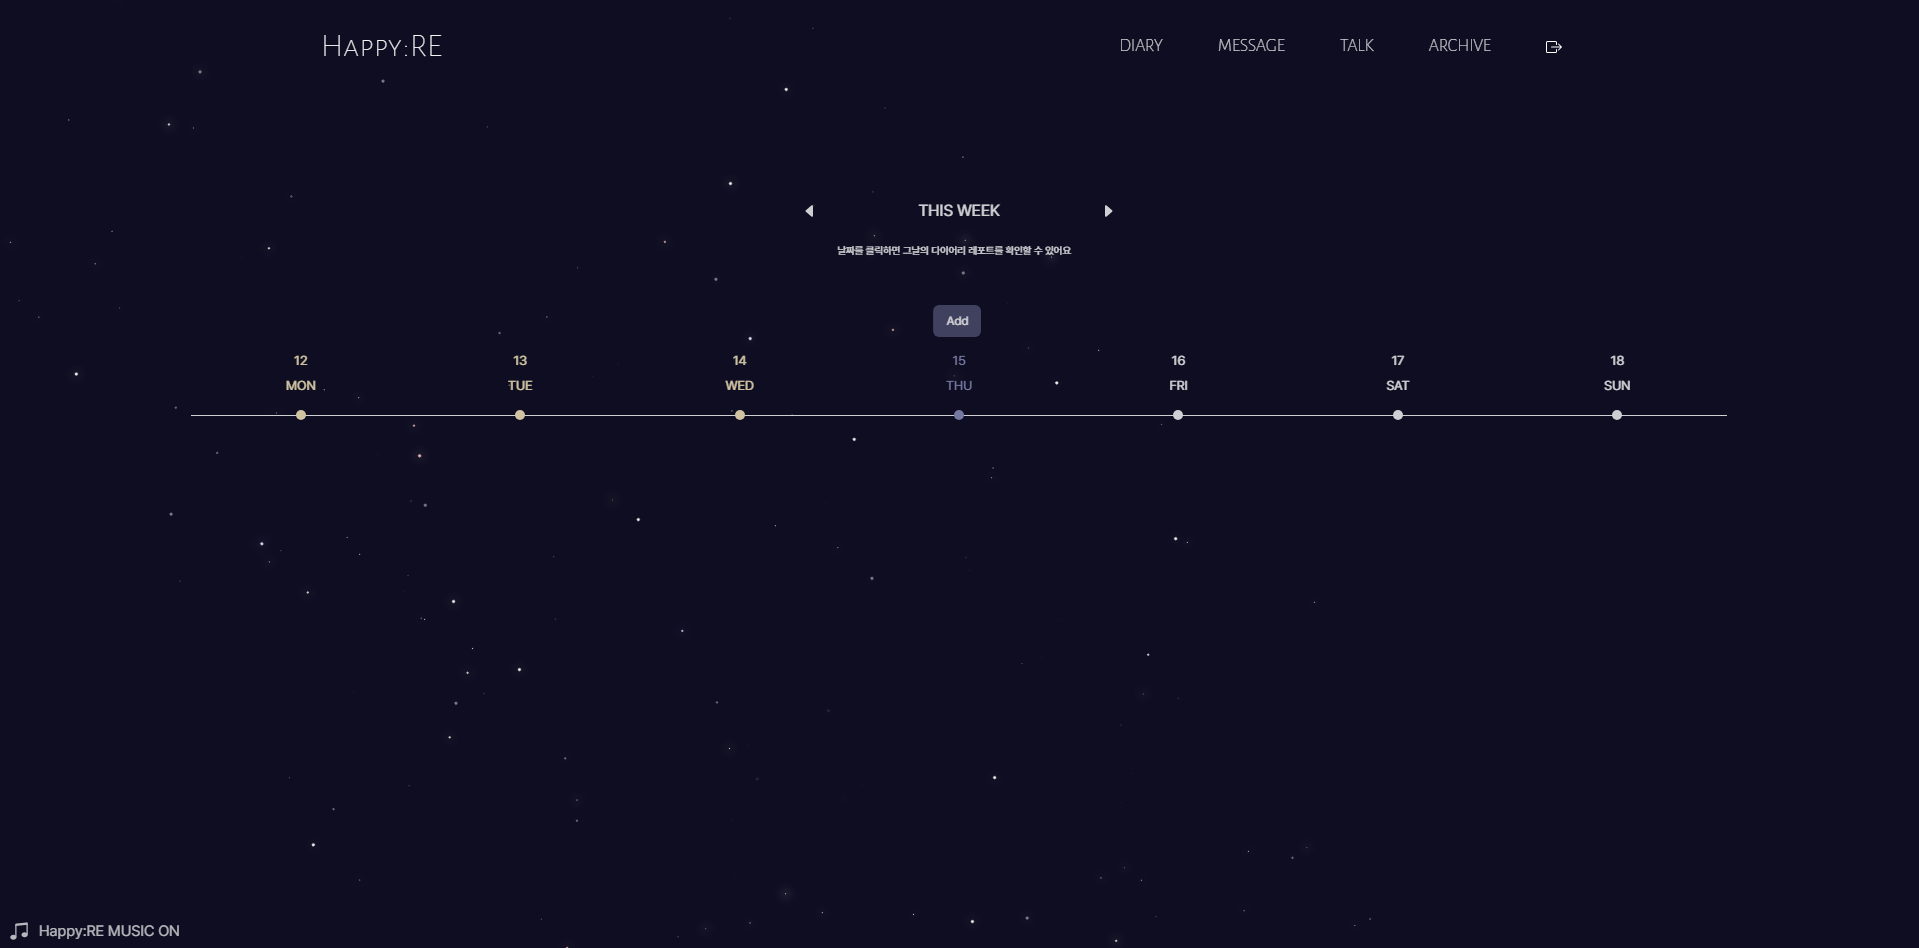 Happy:RE
DIARY MESSAGE TALK ARCHIVE
THIS WEEK
날짜를 클릭하면 그날의 다이어리 레포트를 확인할 수 있어요
Add
12 13 14 15 16 17 18
MON TUE WED THU FRI SAT SUN
Happy:RE MUSIC ON